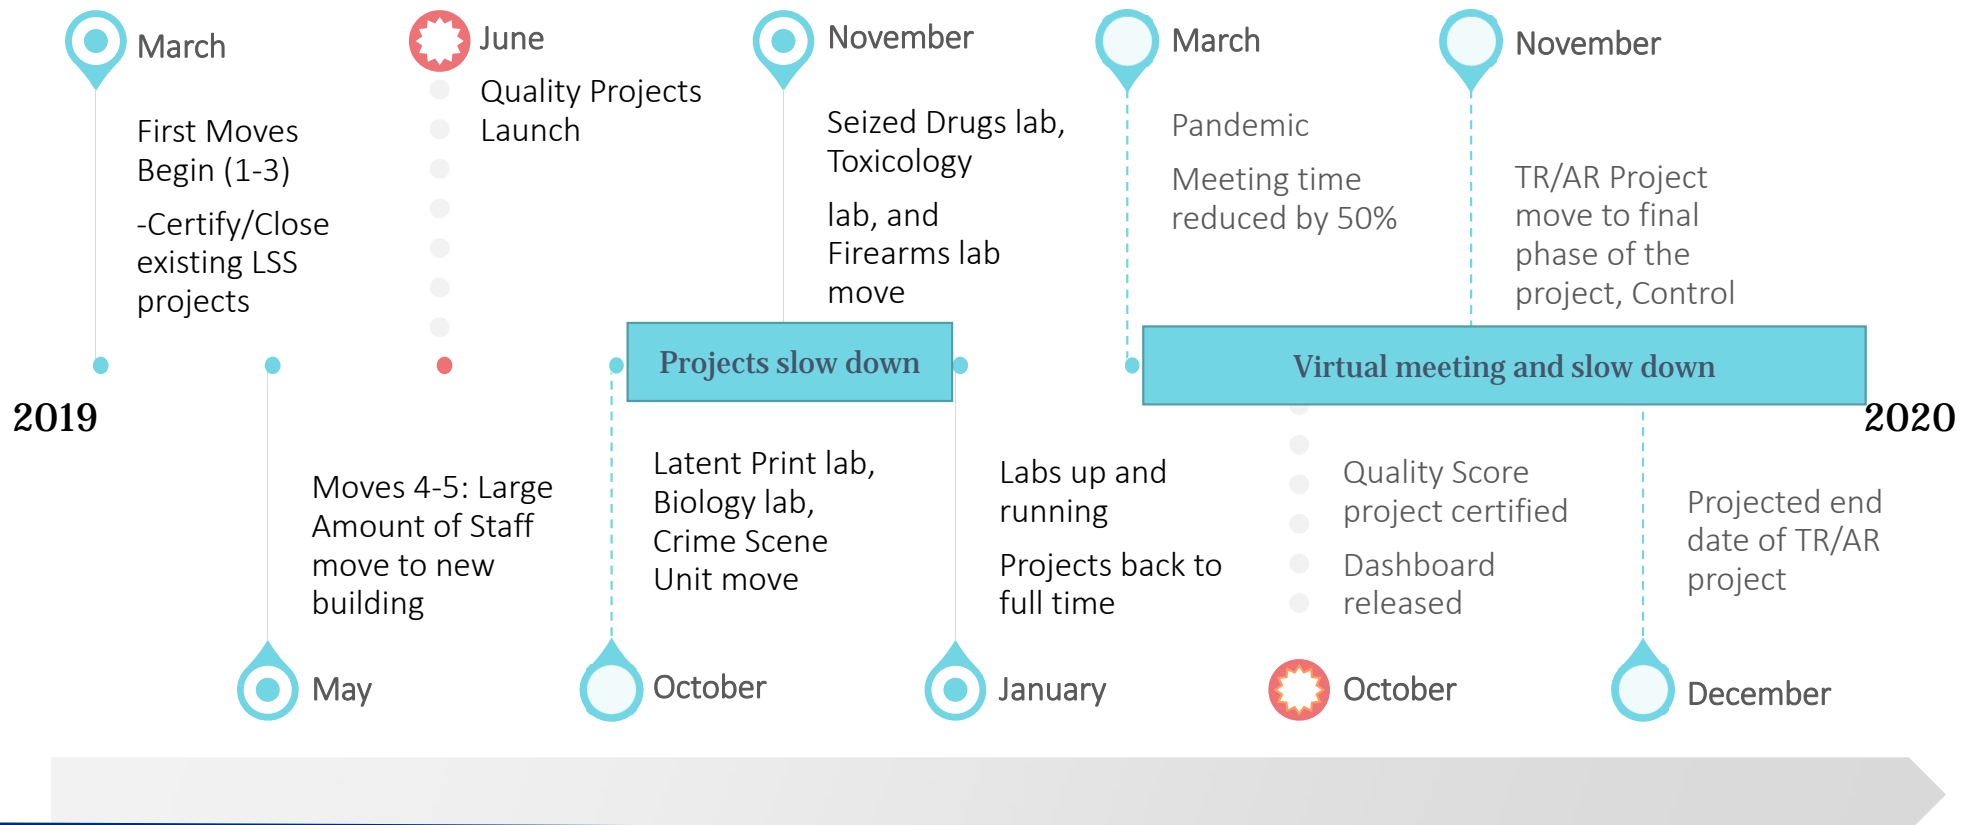 March
First Moves
Begin (1-3)
-Certify/Close
existing LSS
projects
June
Quality Projects
Launch
November
Seized Drugs lab,
Toxicology
lab, and
Firearms lab
move
March
Pandemic
Meeting time
reduced by 50%
November
TR/AR Project
move to final
phase of the
project, Control
Projects slow down
Virtual meeting and slow down
2019
2020
Moves 4-5: Large
Amount of Staff
move to new
building
May
Latent Print lab,
Biology lab,
Crime Scene
Unit move
October
Labs up and
running
Projects back to
full time
January
Quality Score
project certified
Dashboard
released
October
Projected end
date of TR/AR
project
December